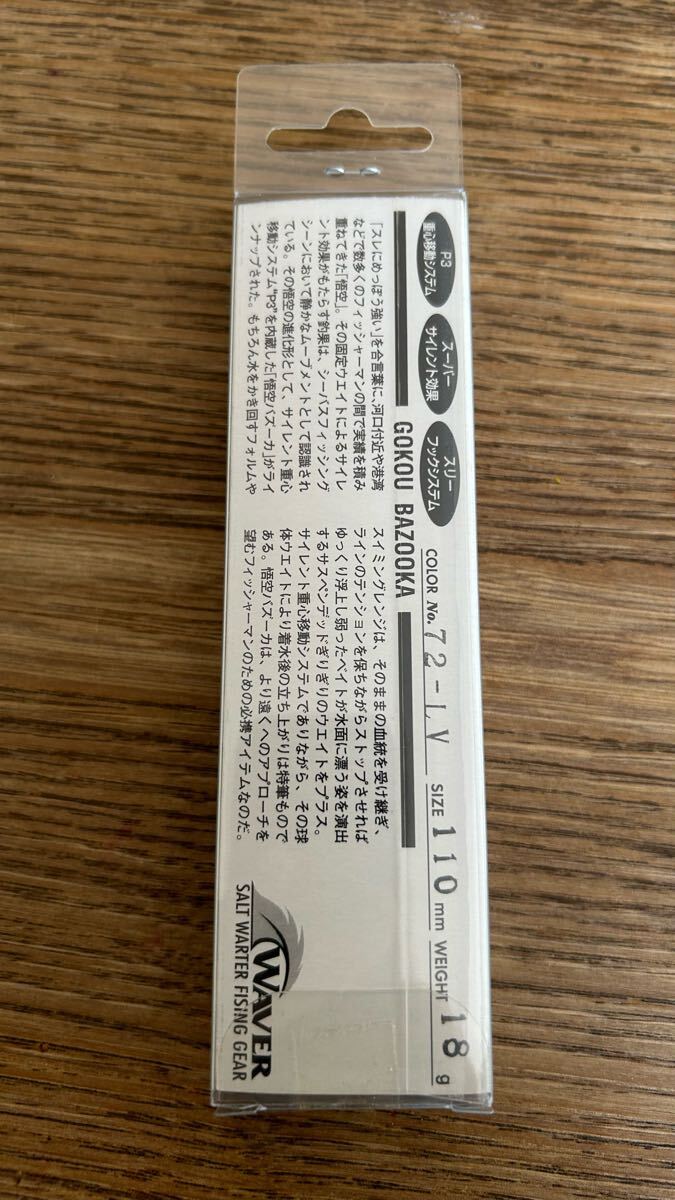 P3
重心移動システム
スーパー
サイレント効果
スリー
フックシステム
COLOR No. 72-LV
SIZE 110 mm
WEIGHT 18 g
GOKOU BAZOOKA
「スレにめっぽう強い」を合言葉に、河口付近や港湾
などで数多くのフィッシャーマンの間で実績を積み
重ねてきた「悟空」。その固定ウエイトによるサイレ
ント効果がもたらす釣果は、シーバスフィッシング
シーンにおいて静かなムーブメントとして認識され
ている。その悟空の進化形として、サイレント重心
移動システム“P3”を内蔵した「悟空バズーカ」がライ
ンナップされた。もちろん水をかき回すフォルムや
スイミングレンジは、そのままの血統を受け継ぎ、
ラインのテンションを保ちながらストップさせれば
ゆっくり浮上し弱ったベイトが水面に漂う姿を演出
するサスペンデッドぎりぎりのウエイトをプラス。
サイレント重心移動システムでありながら、その球
体ウエイトにより着水後の立ち上がりは特筆もので
ある。悟空バズーカは、より遠くへのアプローチを
望むフィッシャーマンのための必携アイテムなのだ。
WAVER
SALT WARTER FISING GEAR